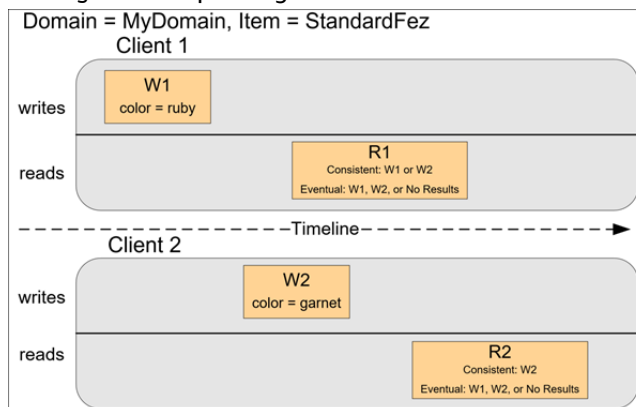 Domain = MyDomain, Item = StandardFez
Client 1
W1
color = ruby
writes
R1
Consistent: W1 or W2
Eventual: W1, W2, or No Results
reads
Timeline
Client 2
W2
color = garnet
writes
R2
Consistent: W2
Eventual: W1, W2, or No Results
reads